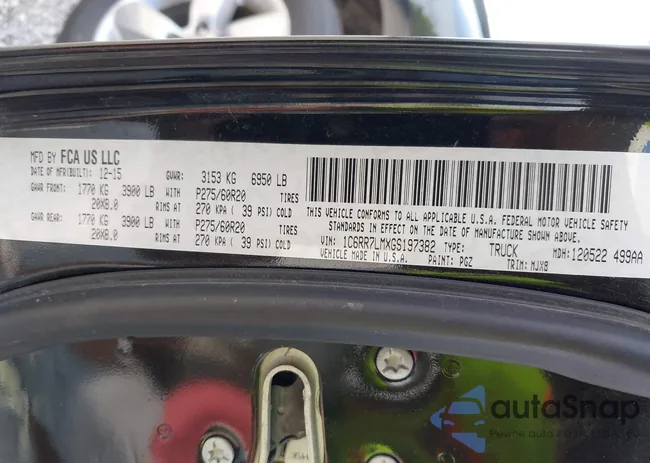 MFD BY FCA US LLC
DATE OF MFR(BUILT): 12-15 GVWR: 3153 KG 6950 LB
GAWR FRONT: 1770 KG 3900 LB WITH P275/60R20 TIRES
20X8.0 RIMS AT 270 KPA ( 39 PSI) COLD
GAWR REAR: 1770 KG 3900 LB WITH P275/60R20 TIRES
20X8.0 RIMS AT 270 KPA ( 39 PSI) COLD
THIS VEHICLE CONFORMS TO ALL APPLICABLE U.S.A. FEDERAL MOTOR VEHICLE SAFETY
STANDARDS IN EFFECT ON THE DATE OF MANUFACTURE SHOWN ABOVE.
VIN: 1C6RR7LMXGS197382 TYPE: TRUCK MDH: 120522 499AA
VEHICLE MADE IN U.S.A. PAINT: PGZ TRIM: MJX8
autoSnap